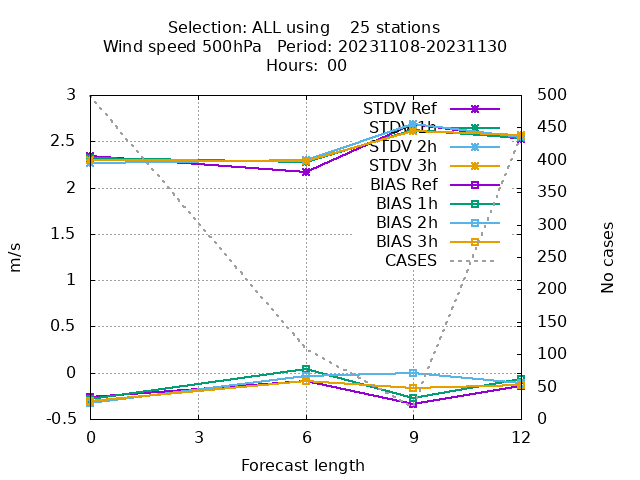 Selection: ALL using    25 stations
Wind speed 500hPa   Period: 20231108-20231130
Hours: 00
STDV Ref
STDV 1h
STDV 2h
STDV 3h
BIAS Ref
BIAS 1h
BIAS 2h
BIAS 3h
CASES
3
2.5
2
1.5
1
0.5
0
-0.5
m/s
500
450
400
350
300
250
200
150
100
50
0
No cases
0 3 6 9 12
Forecast length